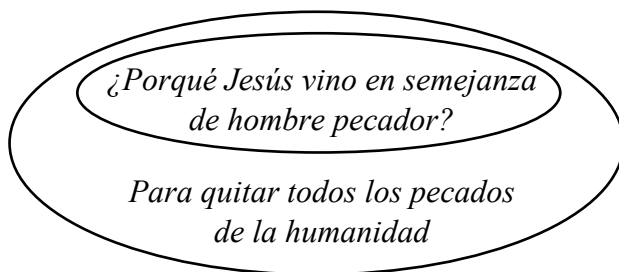 ¿Porqué Jesús vino en semejanza
de hombre pecador?
Para quitar todos los pecados
de la humanidad